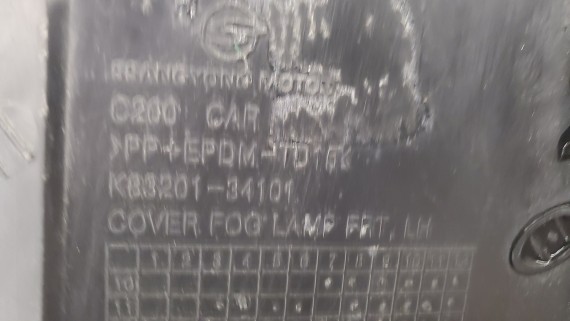 SSANGYONG MOTOR
C200 CAR
>PP+EPDM-TD
K83201-34101
COVER FOG LAMP FRT, LH
1 2 3 4 5 6 7 8 9 10 11 12
10
11